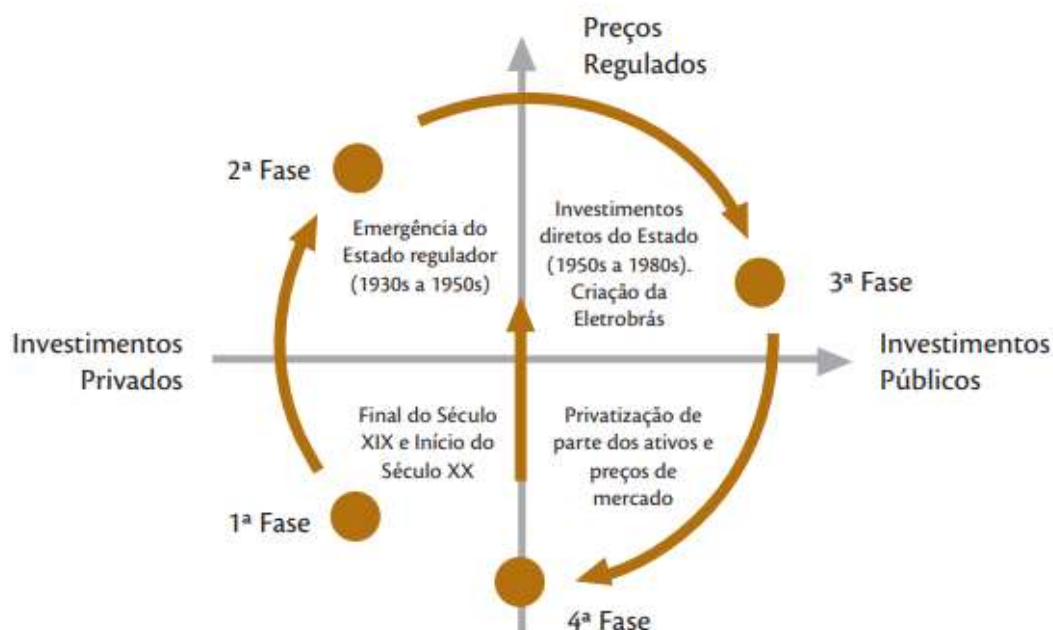 Preços
Regulados
2ª Fase
Emergência do
Estado regulador
(1930s a 1950s)
Investimentos
diretos do Estado
(1950s a 1980s).
Criação da
Eletrobrás
3ª Fase
Investimentos
Privados
Investimentos
Públicos
Final do Século
XIX e Início do
Século XX
Privatização de
parte dos ativos e
preços de
mercado
1ª Fase
4ª Fase